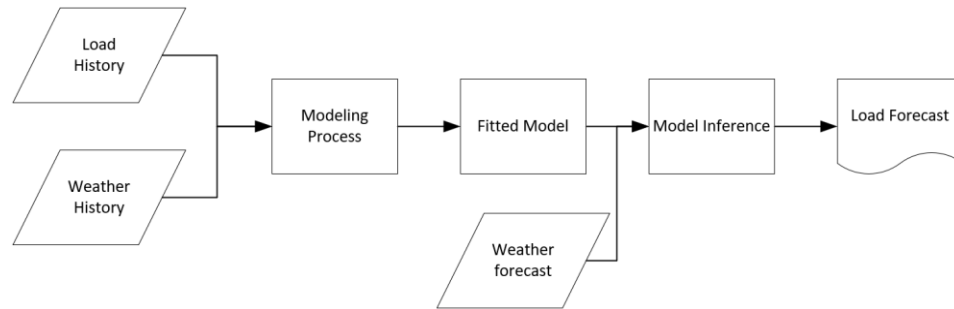 Load
History
Weather
History
Modeling
Process
Fitted Model
Weather
forecast
Model Inference
Load Forecast